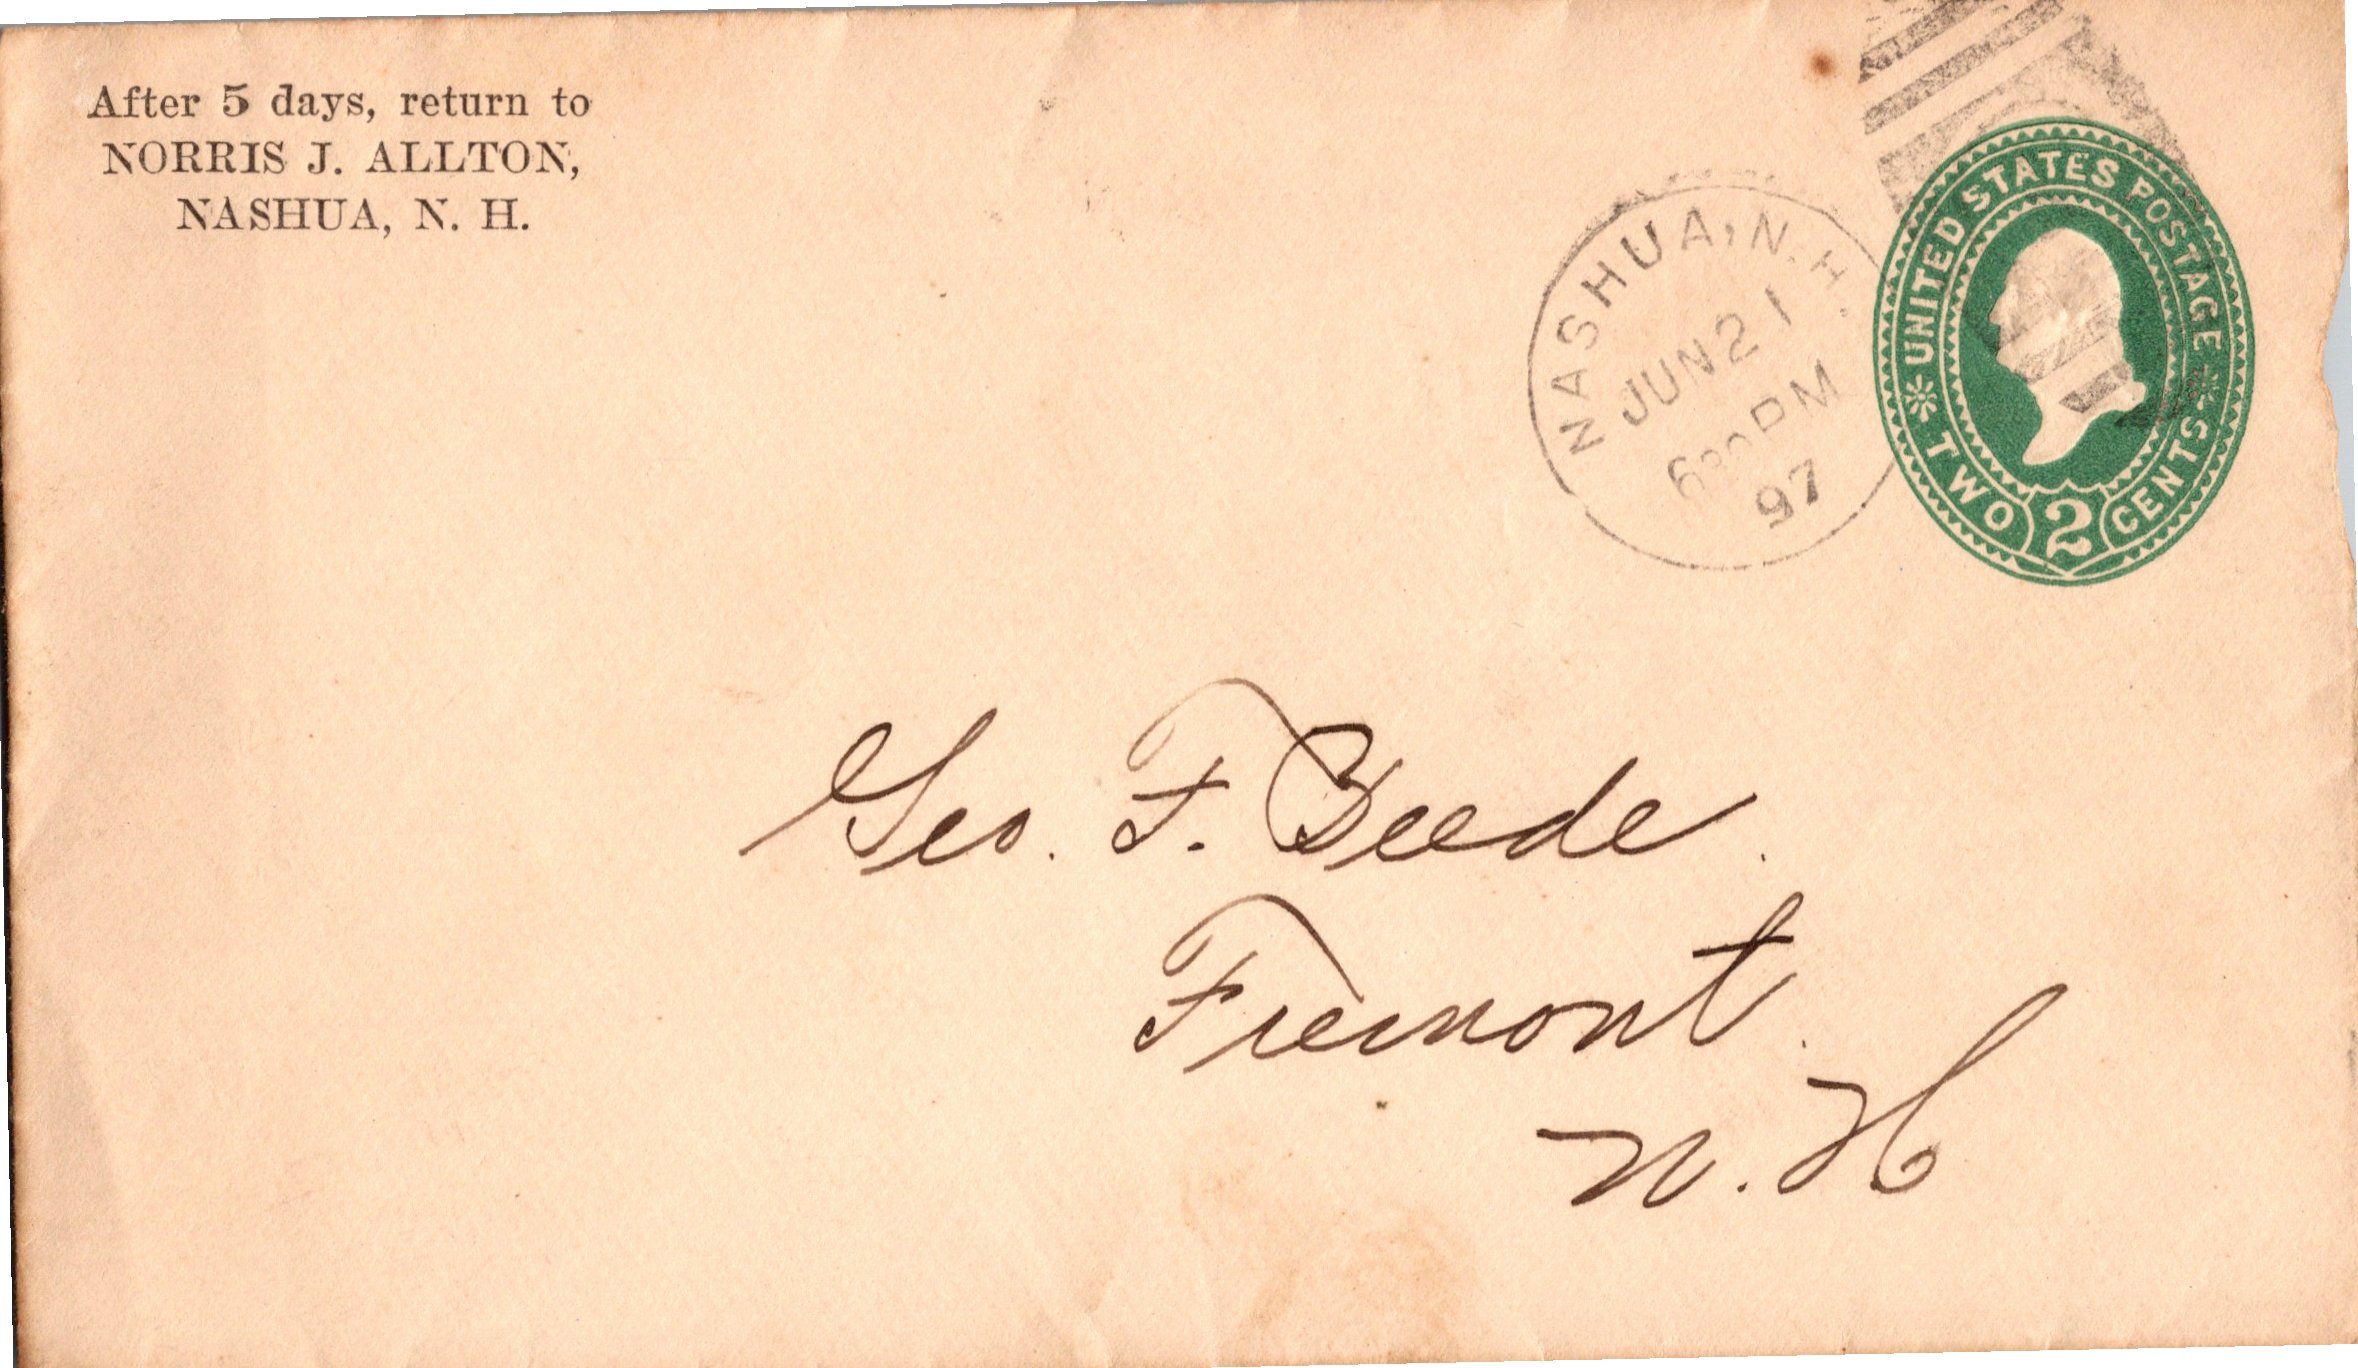 After 5 days, return to
NORRIS J. ALLTON,
NASHUA, N. H.
NASHUA, N. H.
JUN 21
630 PM
97
UNITED STATES POSTAGE
TWO 2 CENTS
Geo. F. Beede.
Fremont.
N. H